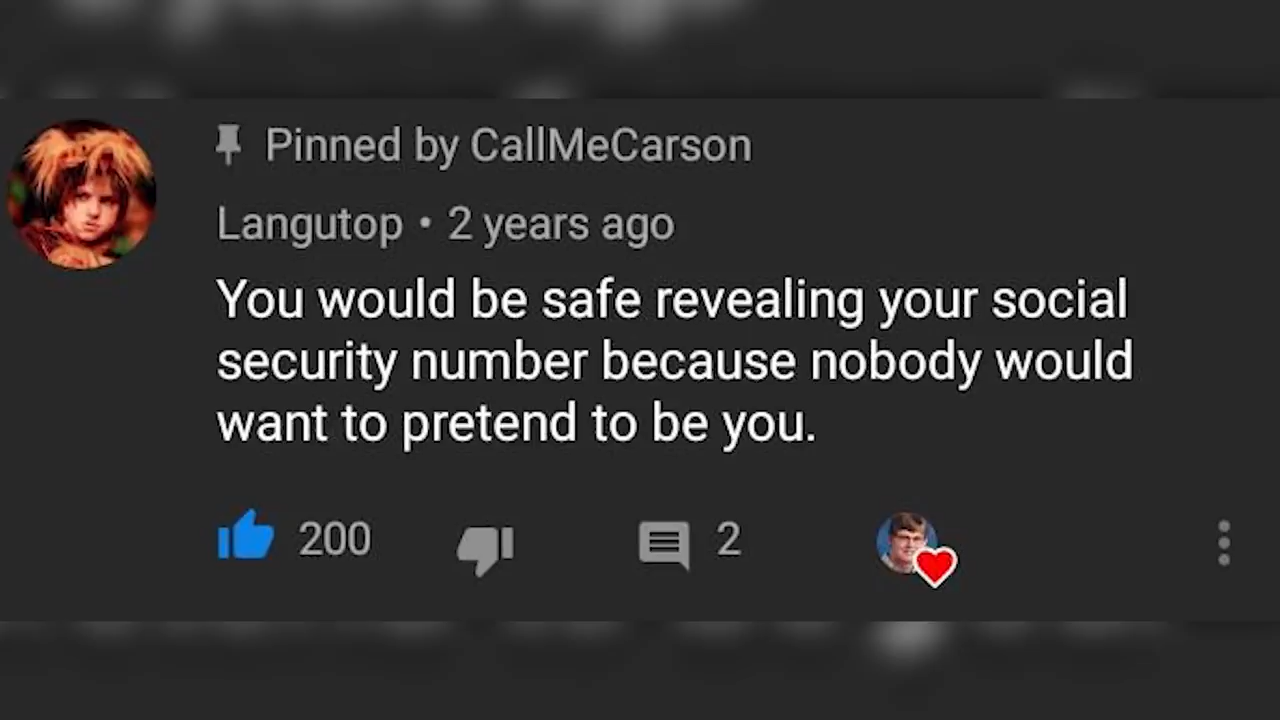 Pinned by CallMeCarson
Langutop • 2 years ago
You would be safe revealing your social
security number because nobody would
want to pretend to be you.
200 2